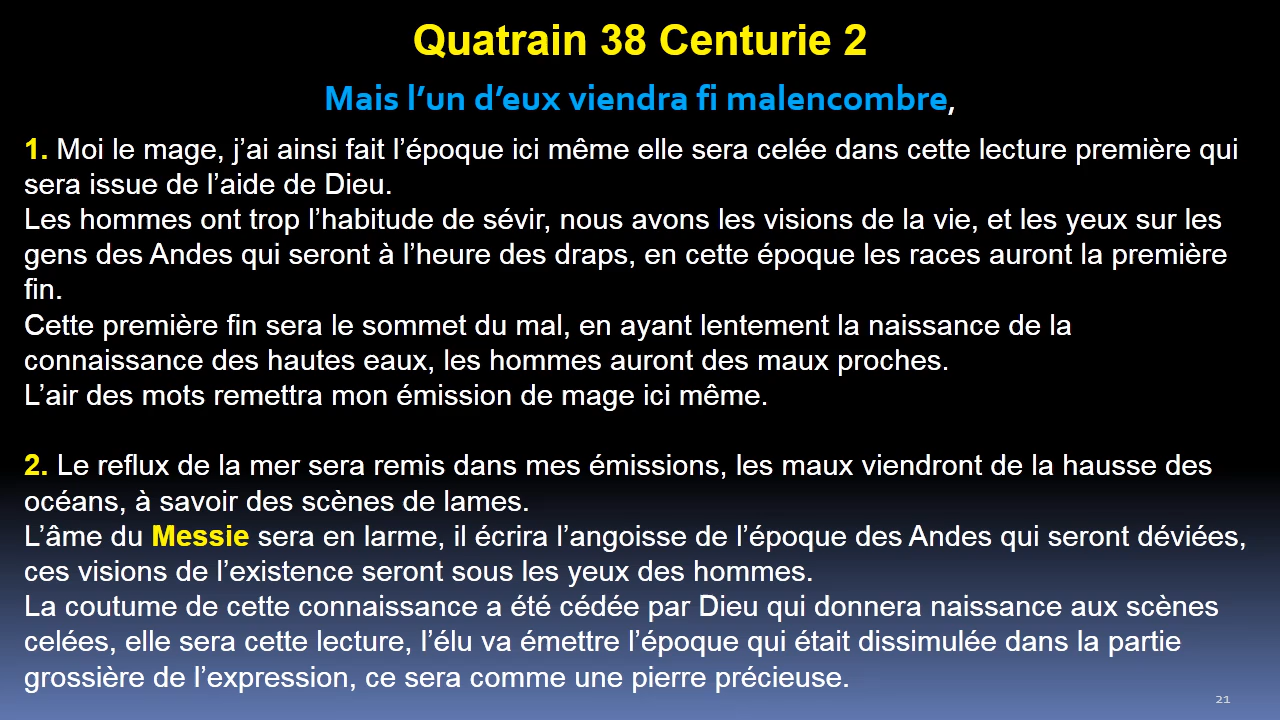 Quatrain 38 Centurie 2
Mais l’un d’eux viendra fi malencombre,
1. Moi le mage, j’ai ainsi fait l’époque ici même elle sera celée dans cette lecture première qui
sera issue de l’aide de Dieu.
Les hommes ont trop l’habitude de sévir, nous avons les visions de la vie, et les yeux sur les
gens des Andes qui seront à l’heure des draps, en cette époque les races auront la première
fin.
Cette première fin sera le sommet du mal, en ayant lentement la naissance de la
connaissance des hautes eaux, les hommes auront des maux proches.
L’air des mots remettra mon émission de mage ici même.
2. Le reflux de la mer sera remis dans mes émissions, les maux viendront de la hausse des
océans, à savoir des scènes de lames.
L’âme du Messie sera en larme, il écrira l’angoisse de l’époque des Andes qui seront déviées,
ces visions de l’existence seront sous les yeux des hommes.
La coutume de cette connaissance a été cédée par Dieu qui donnera naissance aux scènes
celées, elle sera cette lecture, l’élu va émettre l’époque qui était dissimulée dans la partie
grossière de l’expression, ce sera comme une pierre précieuse.
21